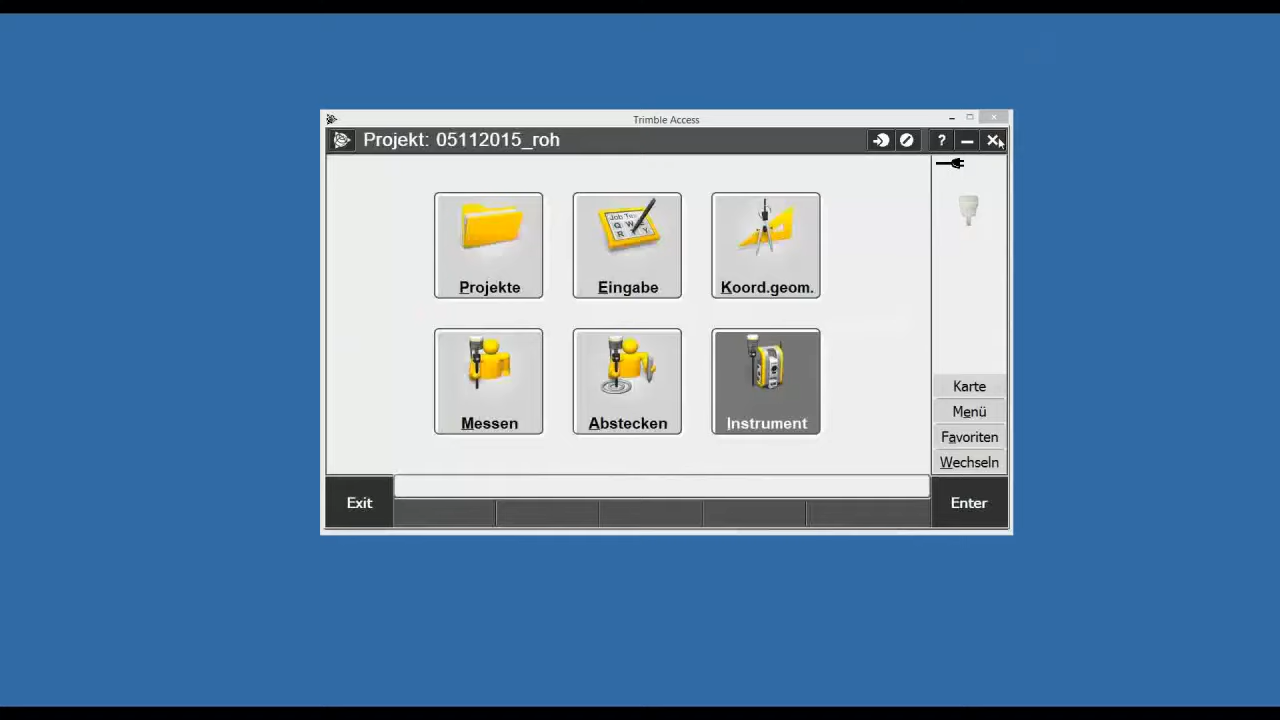 Trimble Access
Projekt: 05112015_roh
?
Projekte
Eingabe
Koord.geom.
Messen
Abstecken
Instrument
Karte
Menü
Favoriten
Wechseln
Exit
Enter